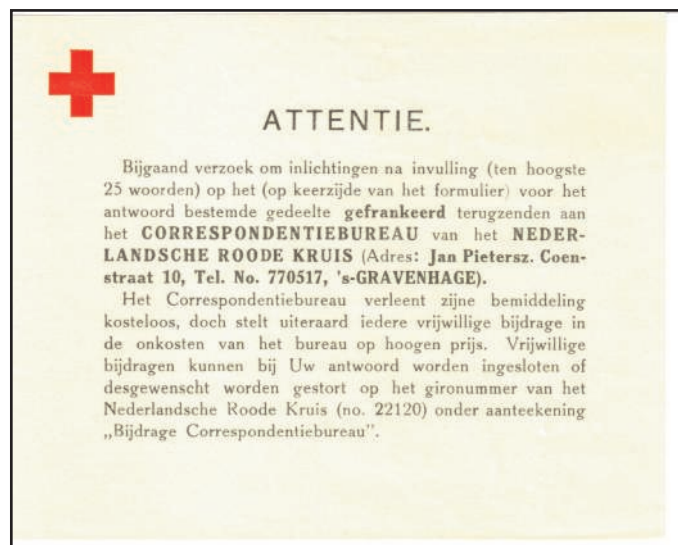 ATTENTIE.
Bijgaand verzoek om inlichtingen na invulling (ten hoogste
25 woorden) op het (op keerzijde van het formulier) voor het
antwoord bestemde gedeelte gefrankeerd terugzenden aan
het CORRESPONDENTIEBUREAU van het NEDER-
LANDSCHE ROODE KRUIS (Adres: Jan Pietersz. Coen-
straat 10, Tel. No. 770517, 's-GRAVENHAGE).
Het Correspondentiebureau verleent zijne bemiddeling
kosteloos, doch stelt uiteraard iedere vrijwillige bijdrage in
de onkosten van het bureau op hoogen prijs. Vrijwillige
bijdragen kunnen bij Uw antwoord worden ingesloten of
desgewenscht worden gestort op het gironummer van het
Nederlandsche Roode Kruis (no. 22120) onder aanteekening
„Bijdrage Correspondentiebureau".